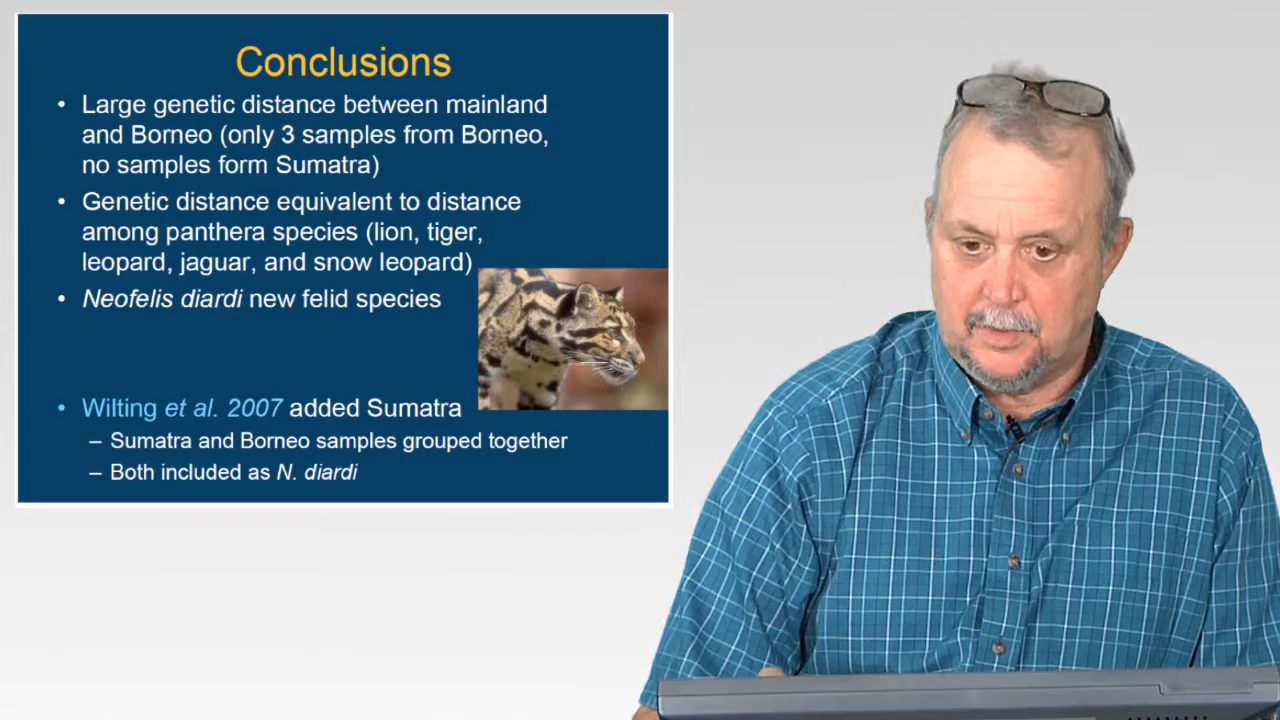 Conclusions
• Large genetic distance between mainland
and Borneo (only 3 samples from Borneo,
no samples form Sumatra)
• Genetic distance equivalent to distance
among panthera species (lion, tiger,
leopard, jaguar, and snow leopard)
• Neofelis diardi new felid species
• Wilting et al. 2007 added Sumatra
– Sumatra and Borneo samples grouped together
– Both included as N. diardi